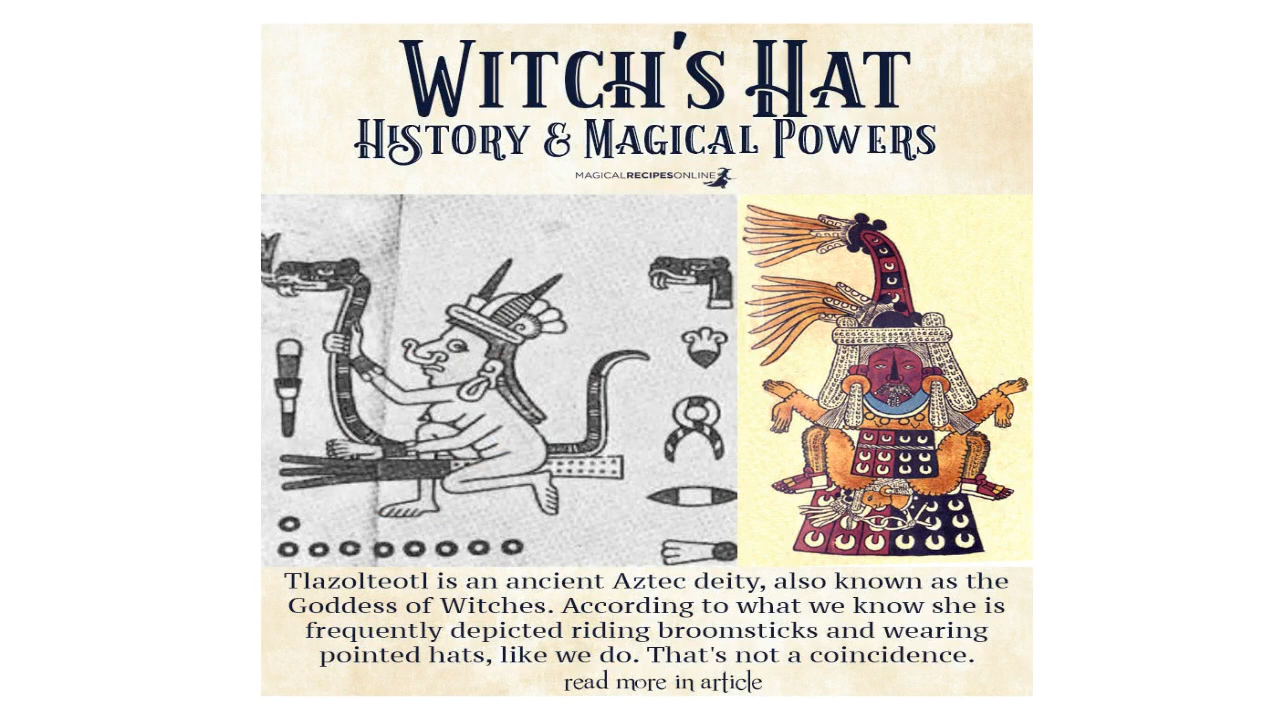 WITCH'S HAT
HISTORY & MAGICAL POWERS
MAGICALRECIPESONLINE
Tlazolteotl is an ancient Aztec deity, also known as the
Goddess of Witches. According to what we know she is
frequently depicted riding broomsticks and wearing
pointed hats, like we do. That's not a coincidence.
read more in article